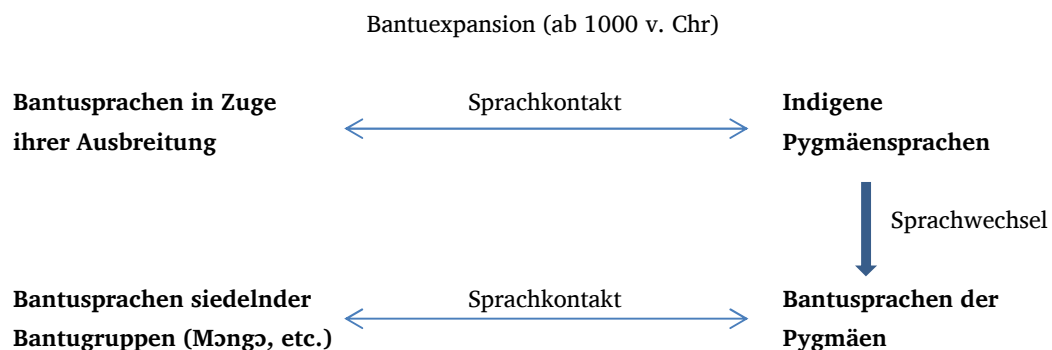 Bantuexpansion (ab 1000 v. Chr)
Bantusprachen in Zuge
ihrer Ausbreitung
Sprachkontakt
Indigene
Pygmäensprachen
Sprachwechsel
Bantusprachen siedelnder
Bantugruppen (Mɔngɔ, etc.)
Sprachkontakt
Bantusprachen der
Pygmäen